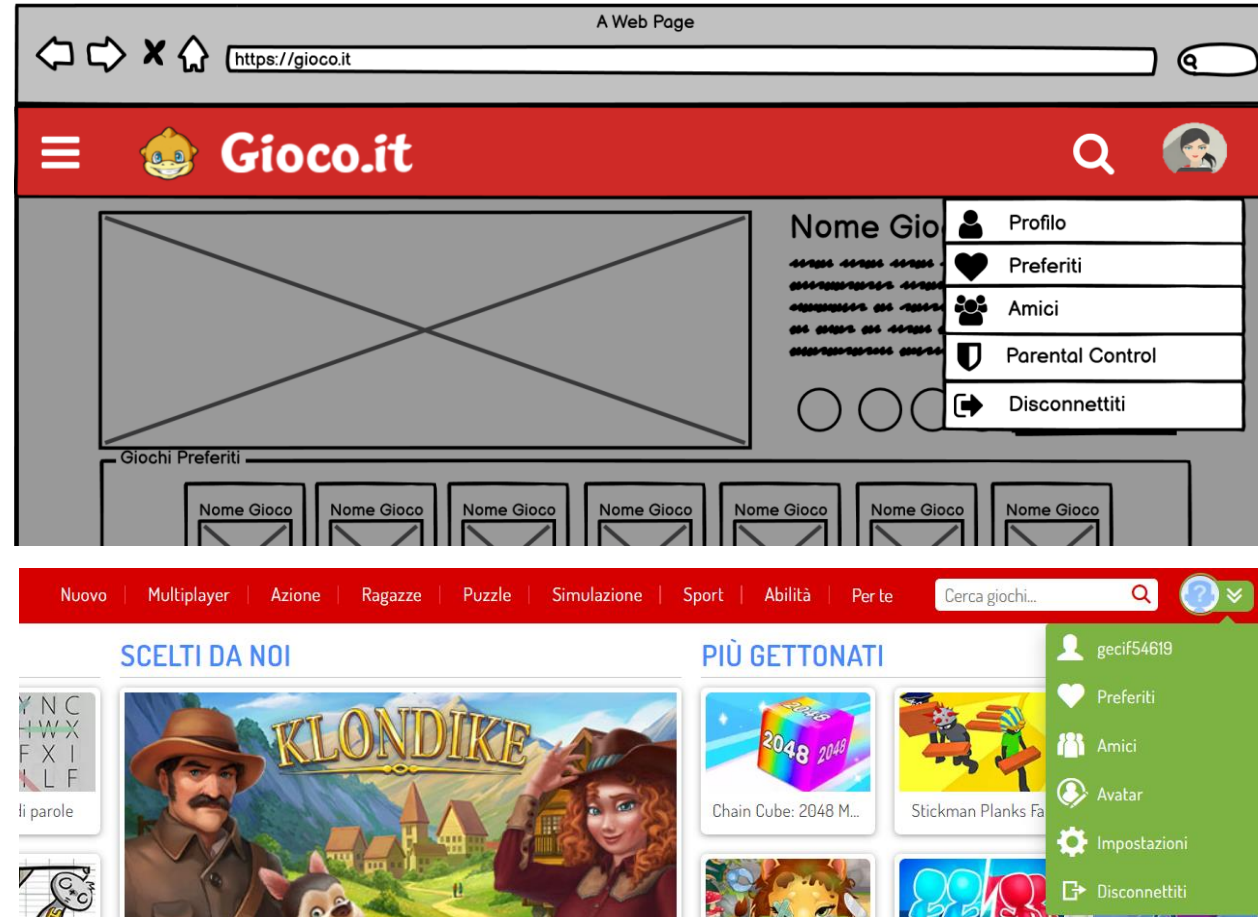 A Web Page
https://gioco.it
Gioco.it
Profilo
Nome Gio
Preferiti
Amici
Parental Control
Disconnettiti
Giochi Preferiti
Nome Gioco Nome Gioco Nome Gioco Nome Gioco Nome Gioco Nome Gioco Nome Gioco
Nuovo Multiplayer Azione Ragazze Puzzle Simulazione Sport Abilità Per te Cerca giochi...
SCELTI DA NOI
PIÙ GETTONATI
gecif54619
Preferiti
Amici
Avatar
Impostazioni
Disconnettiti
Y N C
H W X
F X I
I L F
di parole
KLONDIKE
2048
2048 2048
Chain Cube: 2048 M...
Stickman Planks Fa